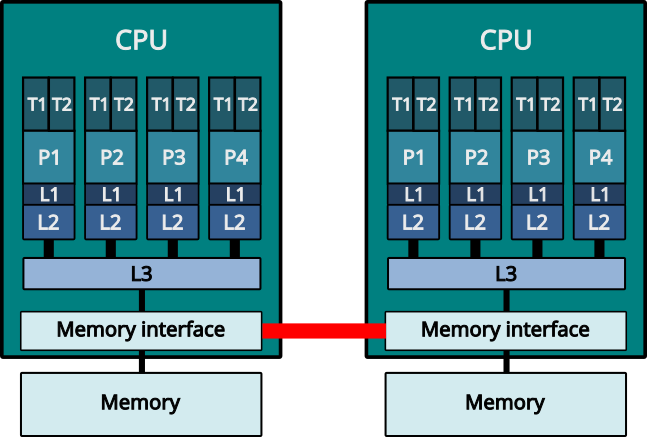 CPU CPU
T1 T2 T1 T2 T1 T2 T1 T2 T1 T2 T1 T2 T1 T2 T1 T2
P1 P2 P3 P4 P1 P2 P3 P4
L1 L1 L1 L1 L1 L1 L1 L1
L2 L2 L2 L2 L2 L2 L2 L2
L3 L3
Memory interface Memory interface
Memory Memory